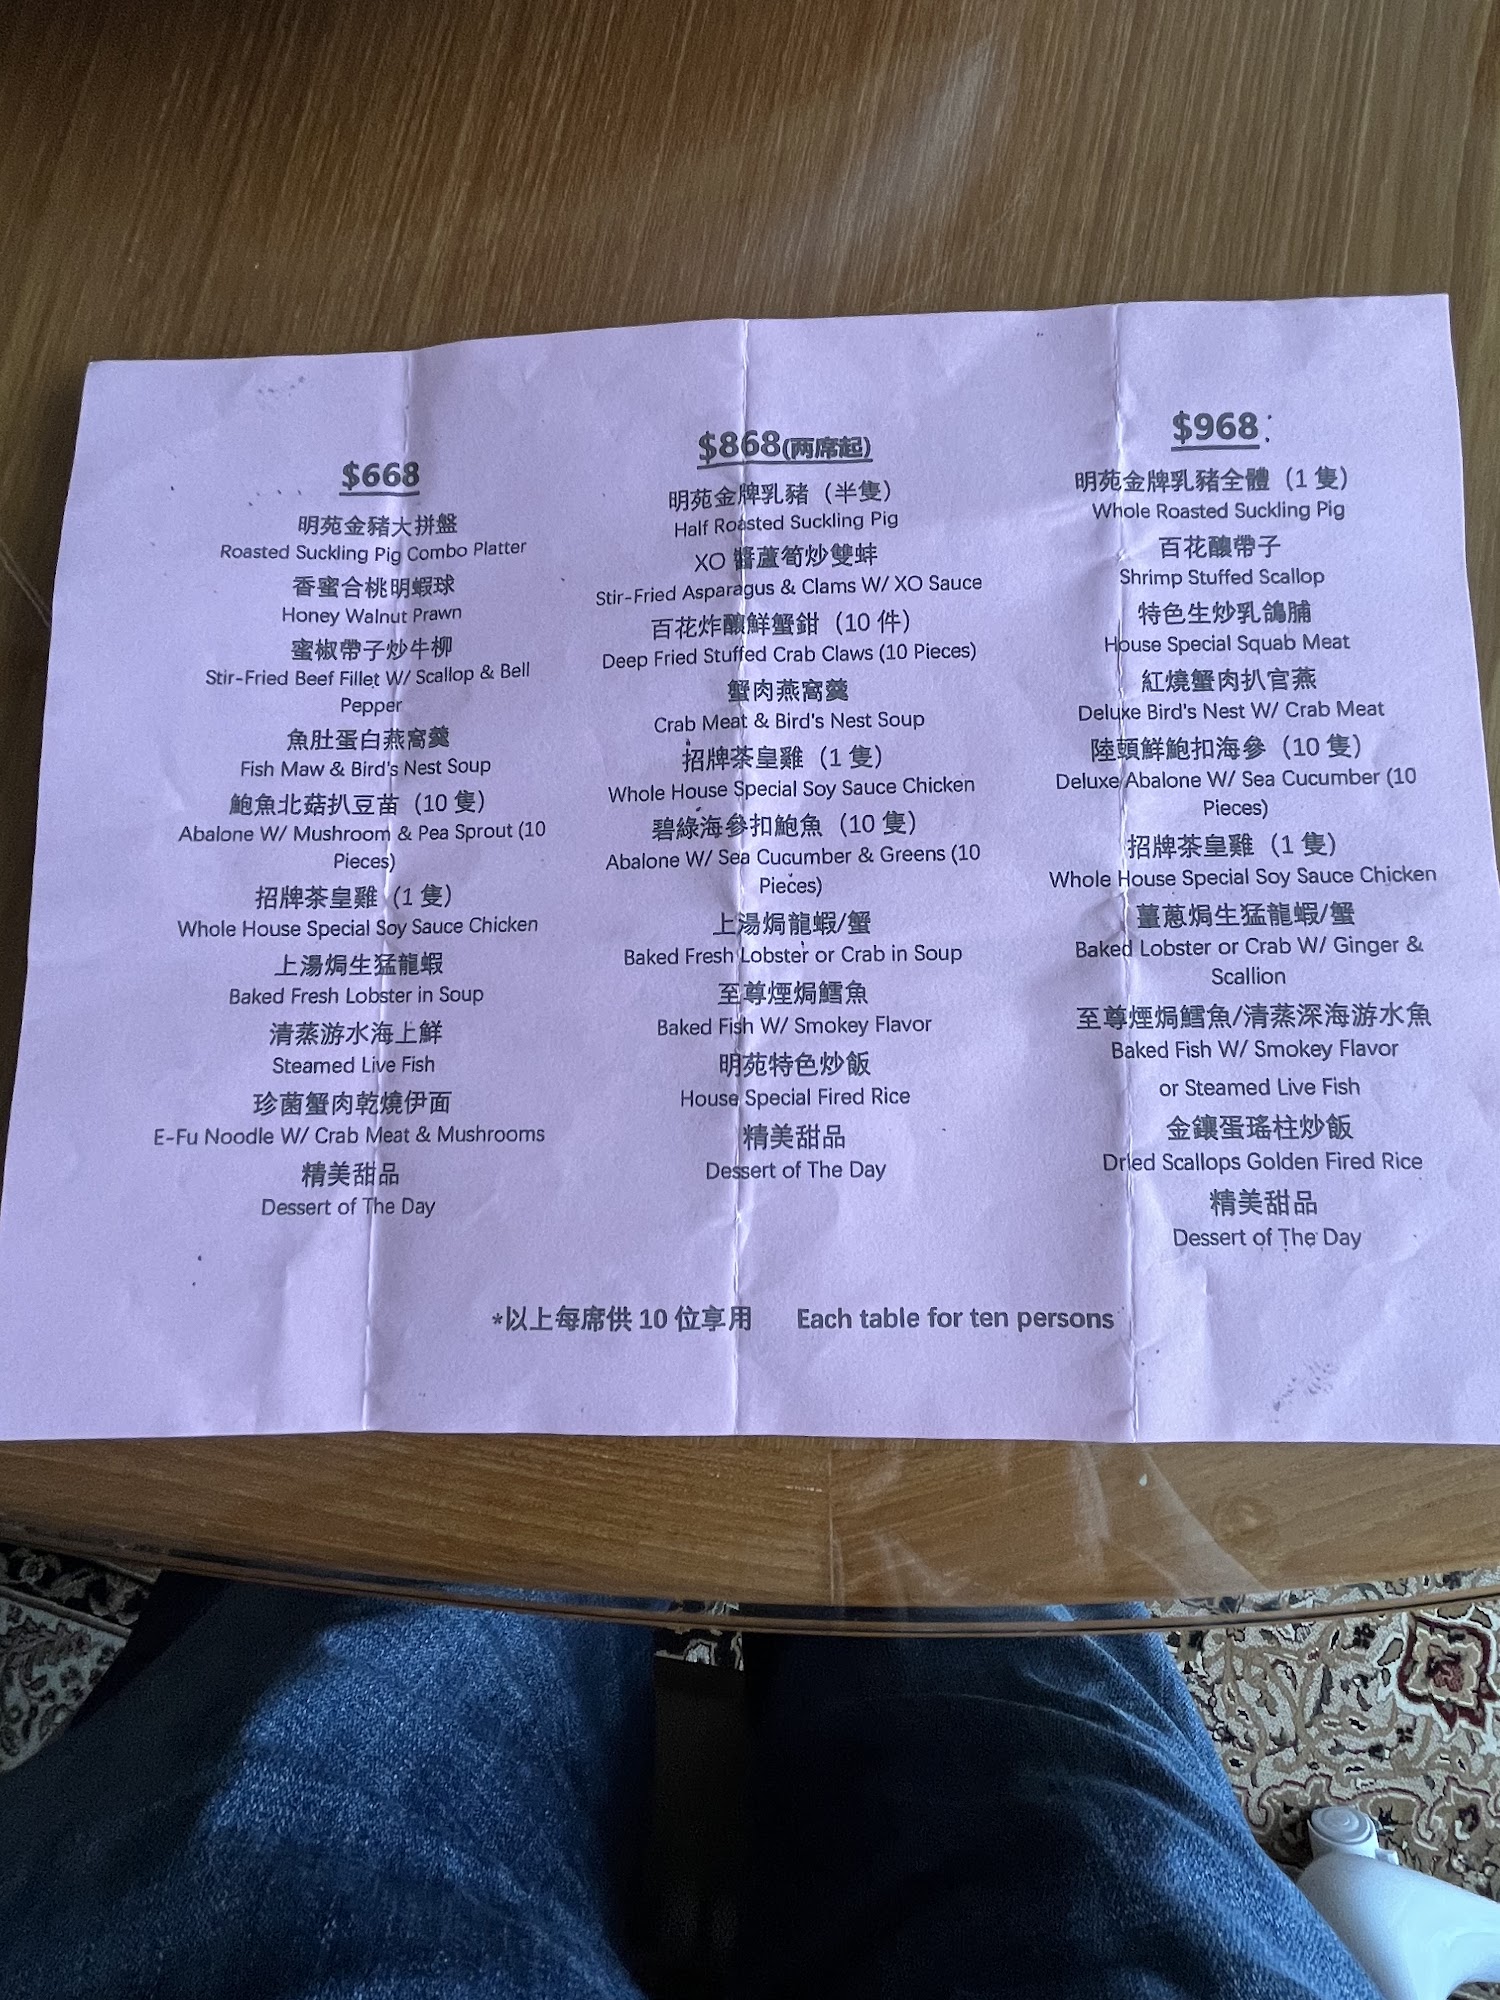 $668
明苑金豬大拼盤
Roasted Suckling Pig Combo Platter
香蜜合桃明蝦球
Honey Walnut Prawn
蜜椒帶子炒牛柳
Stir-Fried Beef Fillet W/ Scallop & Bell
Pepper
魚肚蛋白燕窩羹
Fish Maw & Bird's Nest Soup
鮑魚北菇扒豆苗（10 隻）
Abalone W/ Mushroom & Pea Sprout (10
Pieces)
招牌茶皇雞（1 隻）
Whole House Special Soy Sauce Chicken
上湯焗生猛龍蝦
Baked Fresh Lobster in Soup
清蒸游水海上鮮
Steamed Live Fish
珍菌蟹肉乾燒伊面
E-Fu Noodle W/ Crab Meat & Mushrooms
精美甜品
Dessert of The Day
$868(两席起)
明苑金牌乳豬（半隻）
Half Roasted Suckling Pig
XO 醬蘆筍炒雙蚌
Stir-Fried Asparagus & Clams W/ XO Sauce
百花炸釀鮮蟹鉗（10 件）
Deep Fried Stuffed Crab Claws (10 Pieces)
蟹肉燕窩羹
Crab Meat & Bird's Nest Soup
招牌茶皇雞（1 隻）
Whole House Special Soy Sauce Chicken
碧綠海參扣鮑魚（10 隻）
Abalone W/ Sea Cucumber & Greens (10
Pieces)
上湯焗龍蝦/蟹
Baked Fresh Lobster or Crab in Soup
至尊煙焗鱈魚
Baked Fish W/ Smokey Flavor
明苑特色炒飯
House Special Fired Rice
精美甜品
Dessert of The Day
$968:
明苑金牌乳豬全體（1 隻）
Whole Roasted Suckling Pig
百花釀帶子
Shrimp Stuffed Scallop
特色生炒乳鴿脯
House Special Squab Meat
紅燒蟹肉扒官燕
Deluxe Bird's Nest W/ Crab Meat
陸頭鮮鮑扣海參（10 隻）
Deluxe Abalone W/ Sea Cucumber (10
Pieces)
招牌茶皇雞（1 隻）
Whole House Special Soy Sauce Chicken
薑蔥焗生猛龍蝦/蟹
Baked Lobster or Crab W/ Ginger &
Scallion
至尊煙焗鱈魚/清蒸深海游水魚
Baked Fish W/ Smokey Flavor
or Steamed Live Fish
金鑲蛋瑤柱炒飯
Dried Scallops Golden Fired Rice
精美甜品
Dessert of The Day
*以上每席供 10 位享用 Each table for ten persons